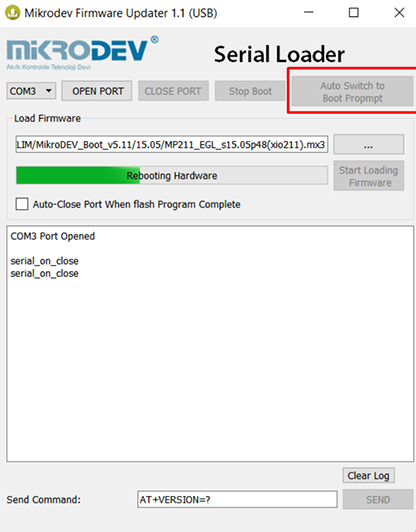 Mikrodev Firmware Updater 1.1 (USB)
MiKRODEV®
Akıllı Kontrolde Teknoloji Devi
Serial Loader
COM3
OPEN PORT
CLOSE PORT
Stop Boot
Auto Switch to
Boot Propmpt
Load Firmware
LIM/MikroDEV_Boot_v5.11/15.05/MP211_EGL_s15.05p48(xio211).mx3
...
Rebooting Hardware
Start Loading
Firmware
Auto-Close Port When flash Program Complete
COM3 Port Opened
serial_on_close
serial_on_close
Clear Log
Send Command:
AT+VERSION=?
SEND